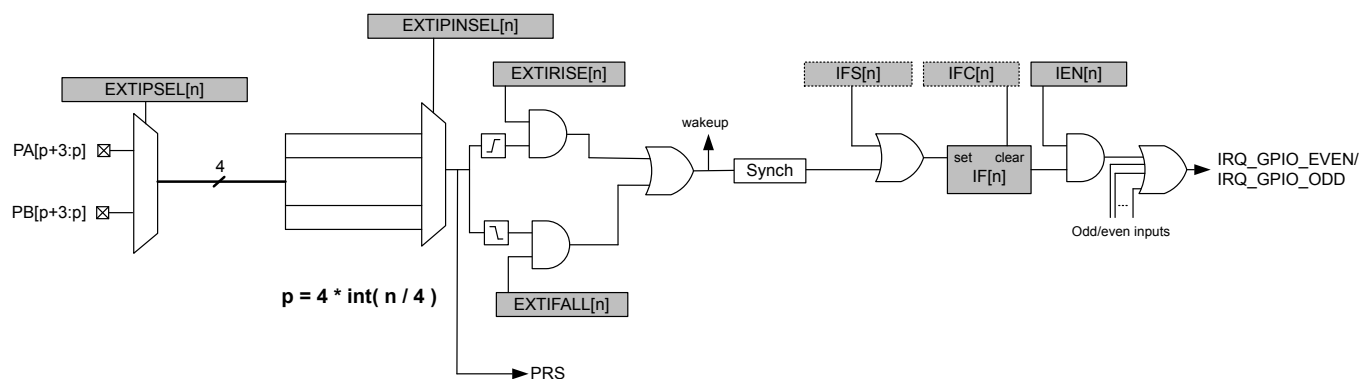 EXTIPINSEL[n]
EXTIPSEL[n]
EXTIRISE[n]
IFS[n]
IFC[n]
IEN[n]
PA[p+3:p]
PB[p+3:p]
4
wakeup
Synch
set clear
IF[n]
IRQ_GPIO_EVEN/
IRQ_GPIO_ODD
...
Odd/even inputs
p = 4 * int( n / 4 )
EXTIFALL[n]
PRS